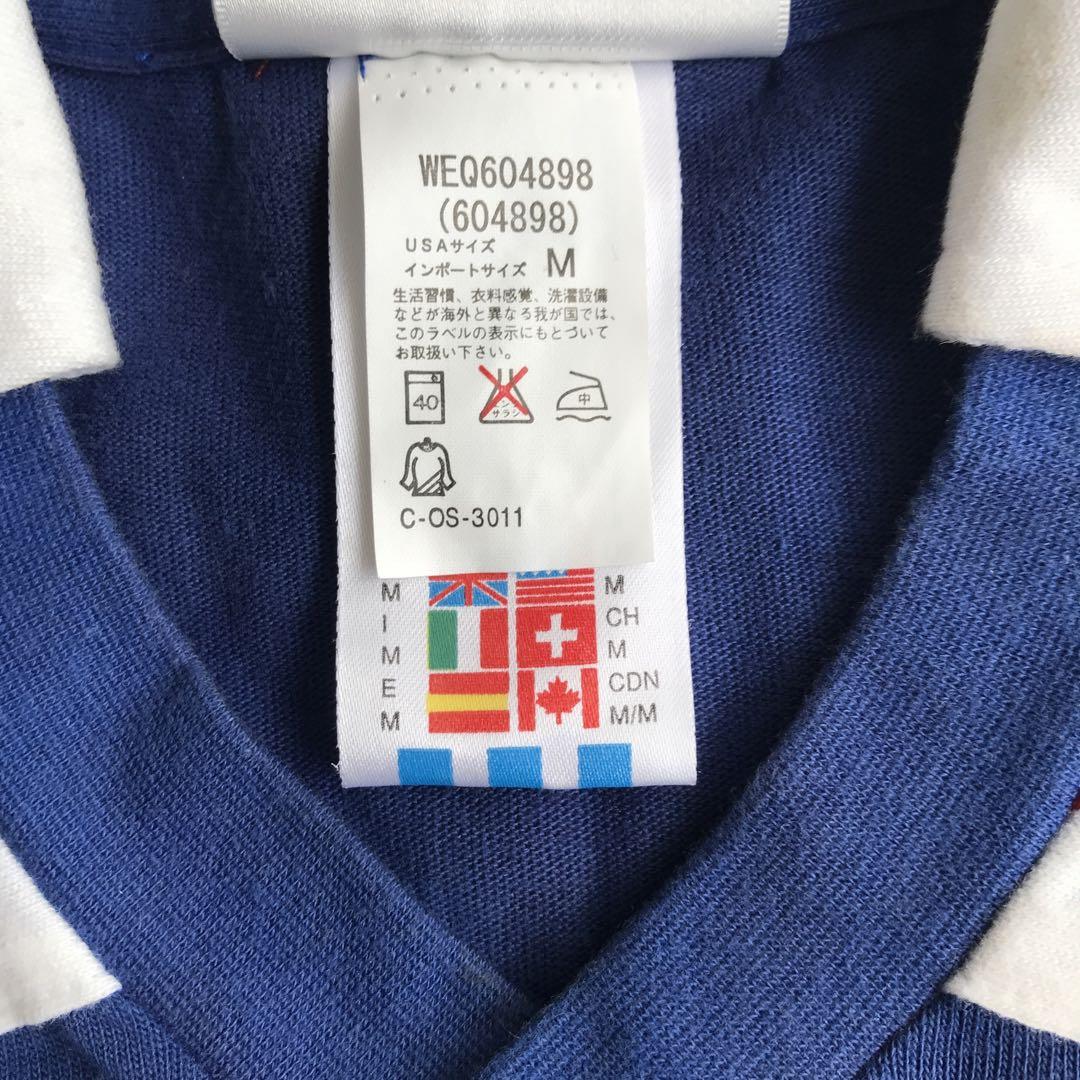 WEQ604898
(604898)
USAサイズ
インポートサイズ M
生活習慣、衣料感覚、洗濯設備
などが海外と異なる我が国では、
このラベルの表示にもとづいて
お取扱い下さい。
40
サラシ
中
C-OS-3011
M
M
I
CH
M
M
E
CDN
M
M/M